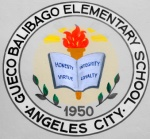 GUECO BALIBAGO ELEMENTARY SCHOOL
HONESTY
VIRTUE
INTEGRITY
LOYALTY
1950
· ANGELES CITY ·